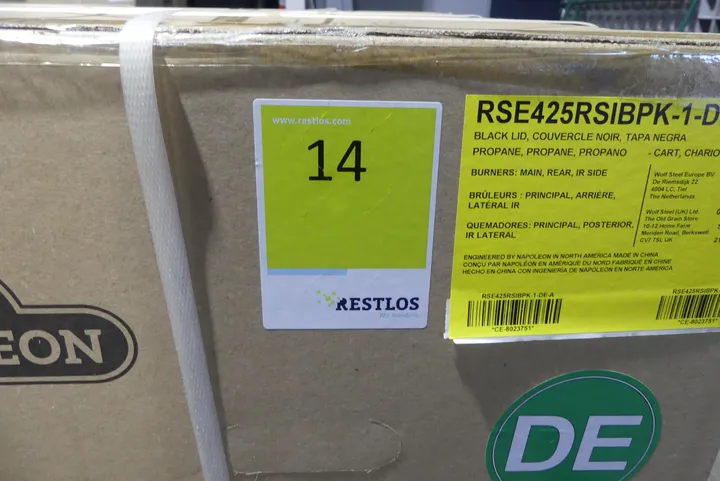 www.restlos.com
14
RESTLOS
EON
RSE425RSIBPK-1-D
BLACK LID, COUVERCLE NOIR, TAPA NEGRA
PROPANE, PROPANE, PROPANO - CART, CHARIO
BURNERS: MAIN, REAR, IR SIDE
BRÛLEURS : PRINCIPAL, ARRIÈRE,
LATÉRAL IR
QUEMADORES: PRINCIPAL, POSTERIOR,
IR LATERAL
Wolf Steel Europe BV
De Riemsdijk 22
4004 LC, Tiel
The Netherlands
Wolf Steel (UK) Ltd.
The Old Grain Store
10-12 Home Farm
Meriden Road, Berkswell
CV7 7SL UK
ENGINEERED BY NAPOLEON IN NORTH AMERICA MADE IN CHINA
CONÇU PAR NAPOLÉON EN AMÉRIQUE DU NORD FABRIQUÉ EN CHINE
HECHO EN CHINA CON INGENIERÍA DE NAPOLEON EN NORTE AMÉRICA
RSE425RSIBPK-1-DE-A
*CE-8023751*
RSE425RSIBPK-
*CE-8023751*
DE